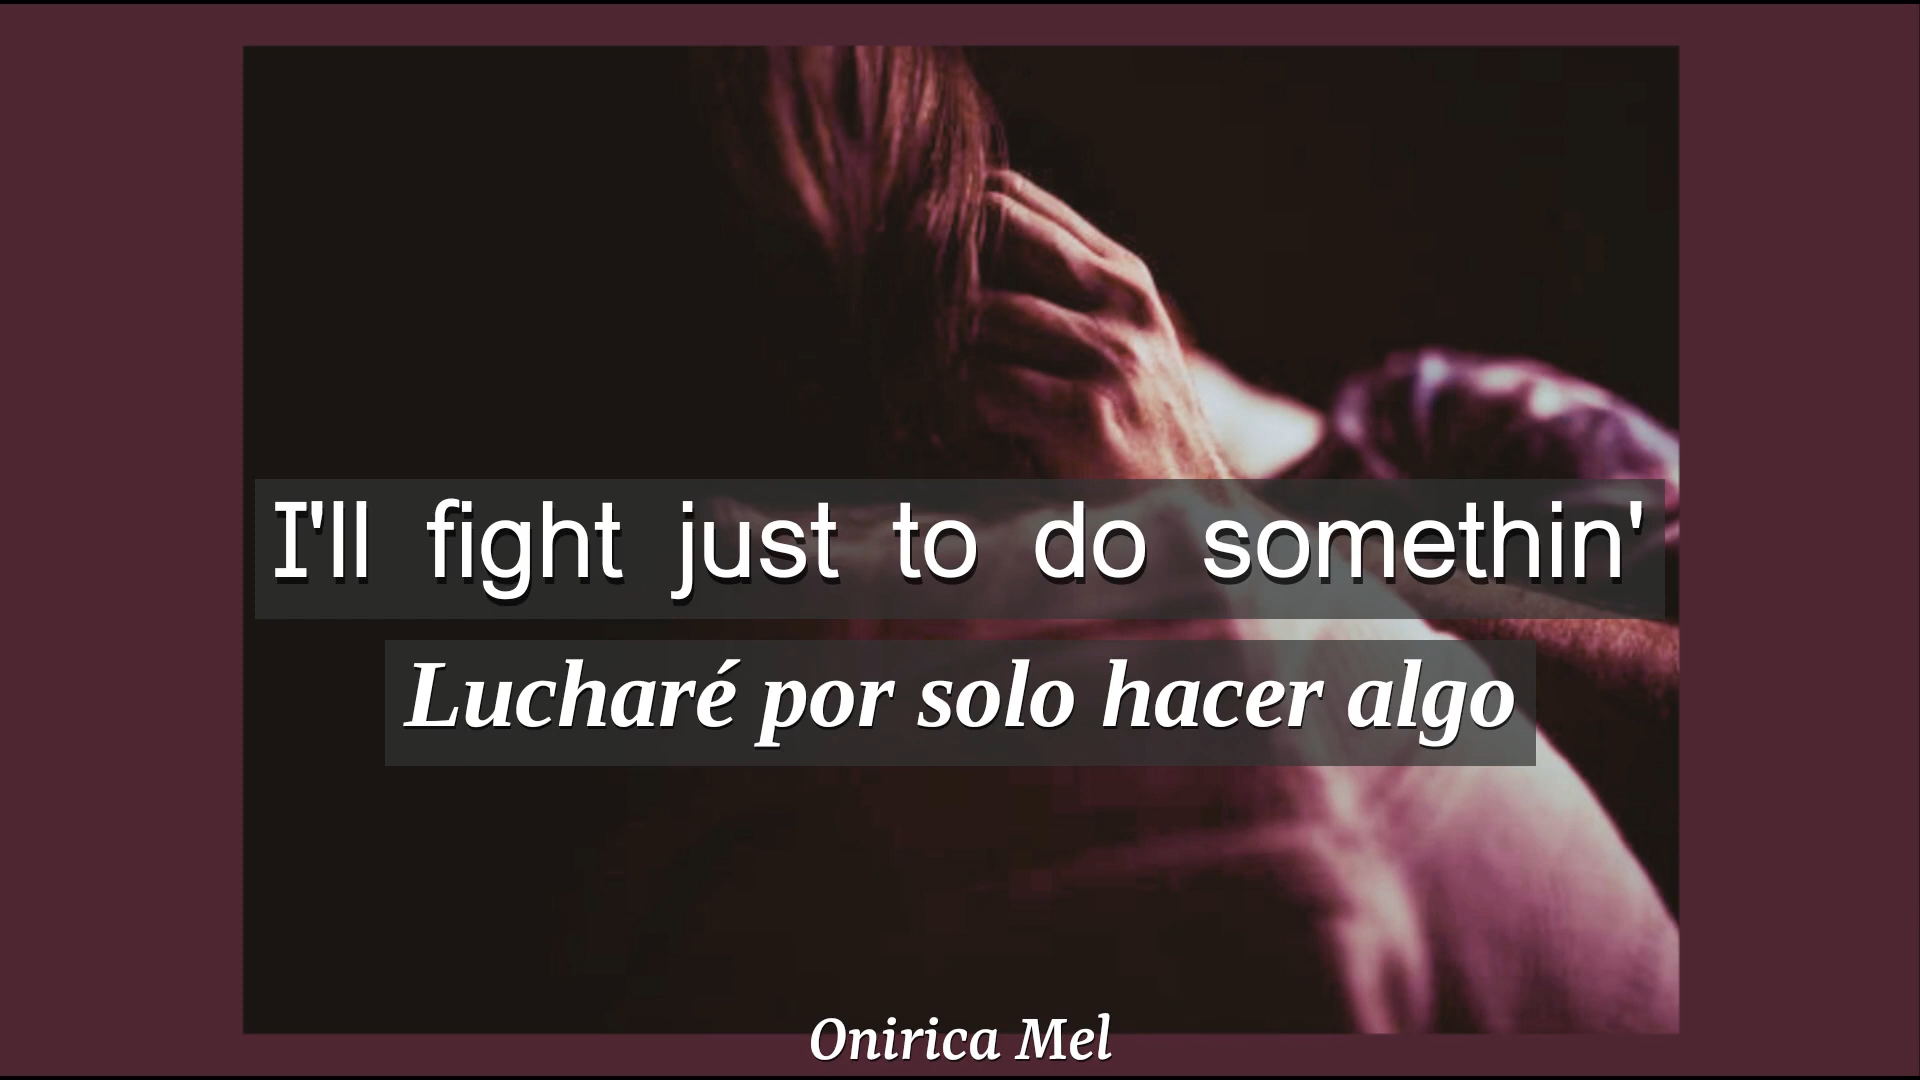 I'll fight just to do somethin'
Lucharé por solo hacer algo
Onirica Mel